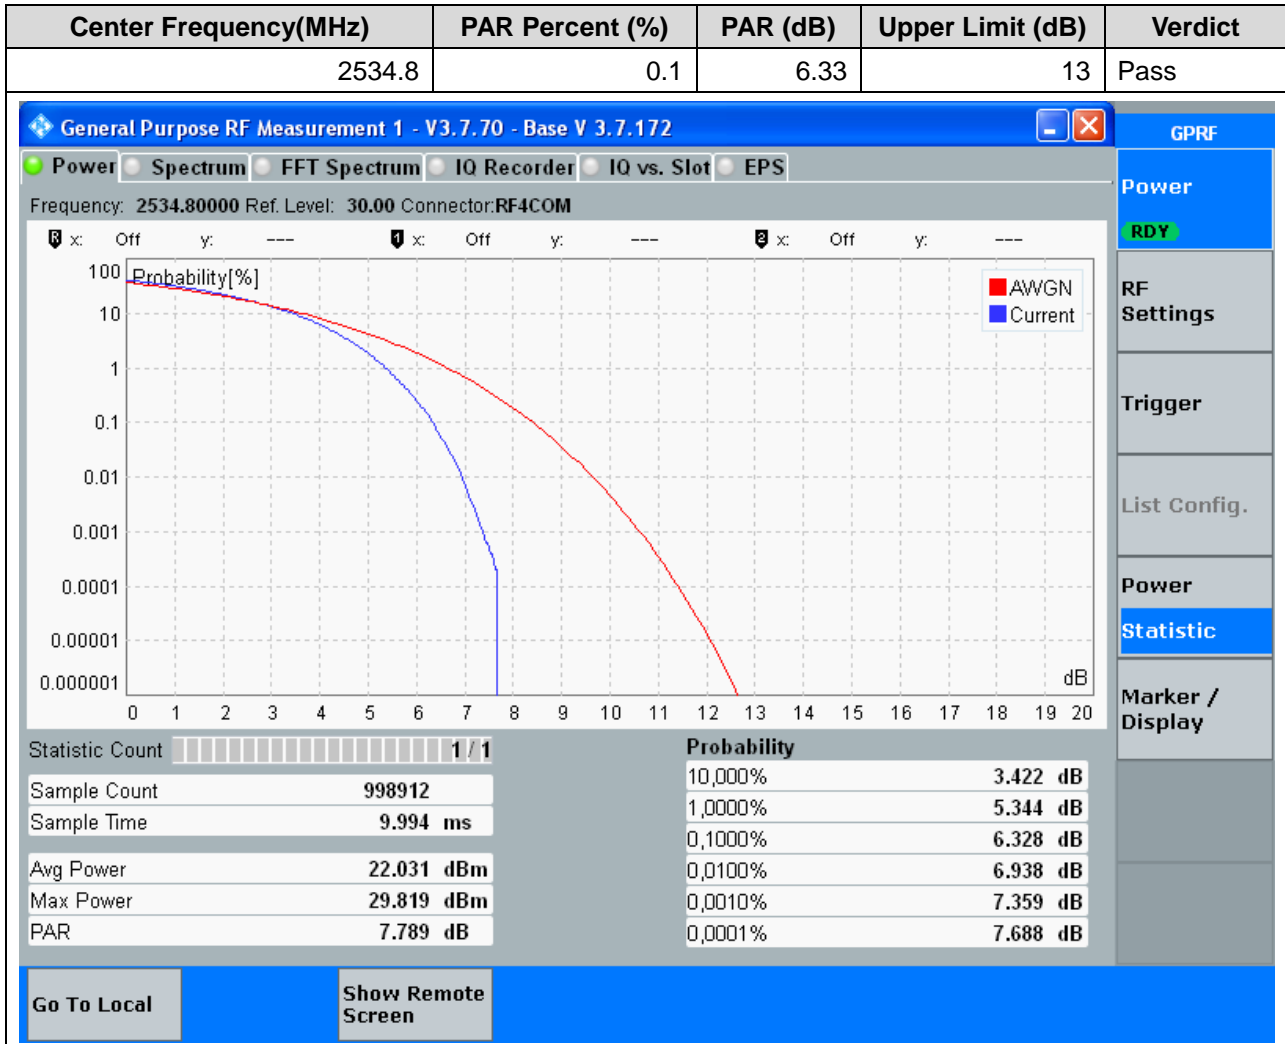 Center Frequency(MHz) PAR Percent (%) PAR (dB) Upper Limit (dB) Verdict
2534.8 0.1 6.33 13 Pass
General Purpose RF Measurement 1 - V3.7.70 - Base V 3.7.172
GPRF
Power Spectrum FFT Spectrum IQ Recorder IQ vs. Slot EPS
Frequency: 2534.80000 Ref. Level: 30.00 Connector:RF4COM
R x: Off y: --- 1 x: Off y: --- 2 x: Off y: ---
Probability[%]
AWGN
Current
100
10
1
0.1
0.01
0.001
0.0001
0.00001
0.000001
dB
0 1 2 3 4 5 6 7 8 9 10 11 12 13 14 15 16 17 18 19 20
Statistic Count 1 / 1
Sample Count 998912
Sample Time 9.994 ms
Avg Power 22.031 dBm
Max Power 29.819 dBm
PAR 7.789 dB
Probability
10,000% 3.422 dB
1,0000% 5.344 dB
0,1000% 6.328 dB
0,0100% 6.938 dB
0,0010% 7.359 dB
0,0001% 7.688 dB
Power
RDY
RF
Settings
Trigger
List Config.
Power
Statistic
Marker /
Display
Go To Local
Show Remote
Screen